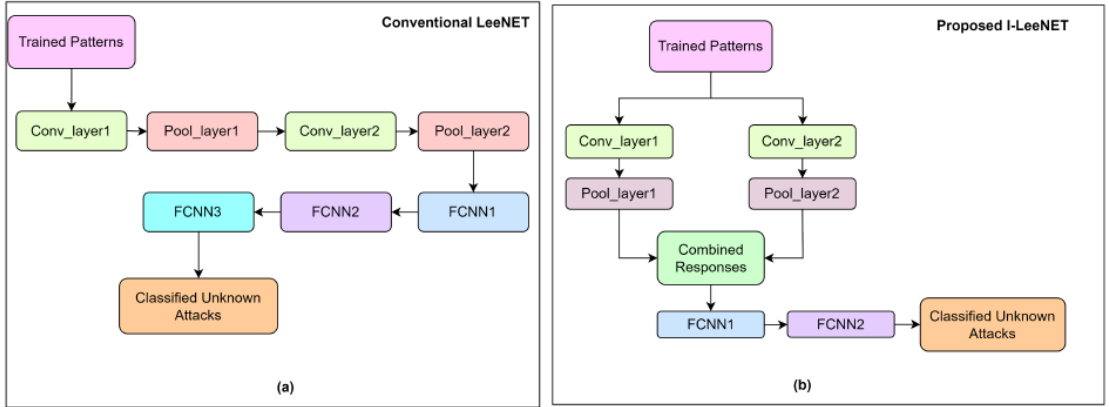 Conventional LeeNET
Trained Patterns
Conv_layer1
Pool_layer1
Conv_layer2
Pool_layer2
FCNN3
FCNN2
FCNN1
Classified Unknown
Attacks
(a)
Proposed I-LeeNET
Trained Patterns
Conv_layer1
Conv_layer2
Pool_layer1
Pool_layer2
Combined
Responses
FCNN1
FCNN2
Classified Unknown
Attacks
(b)